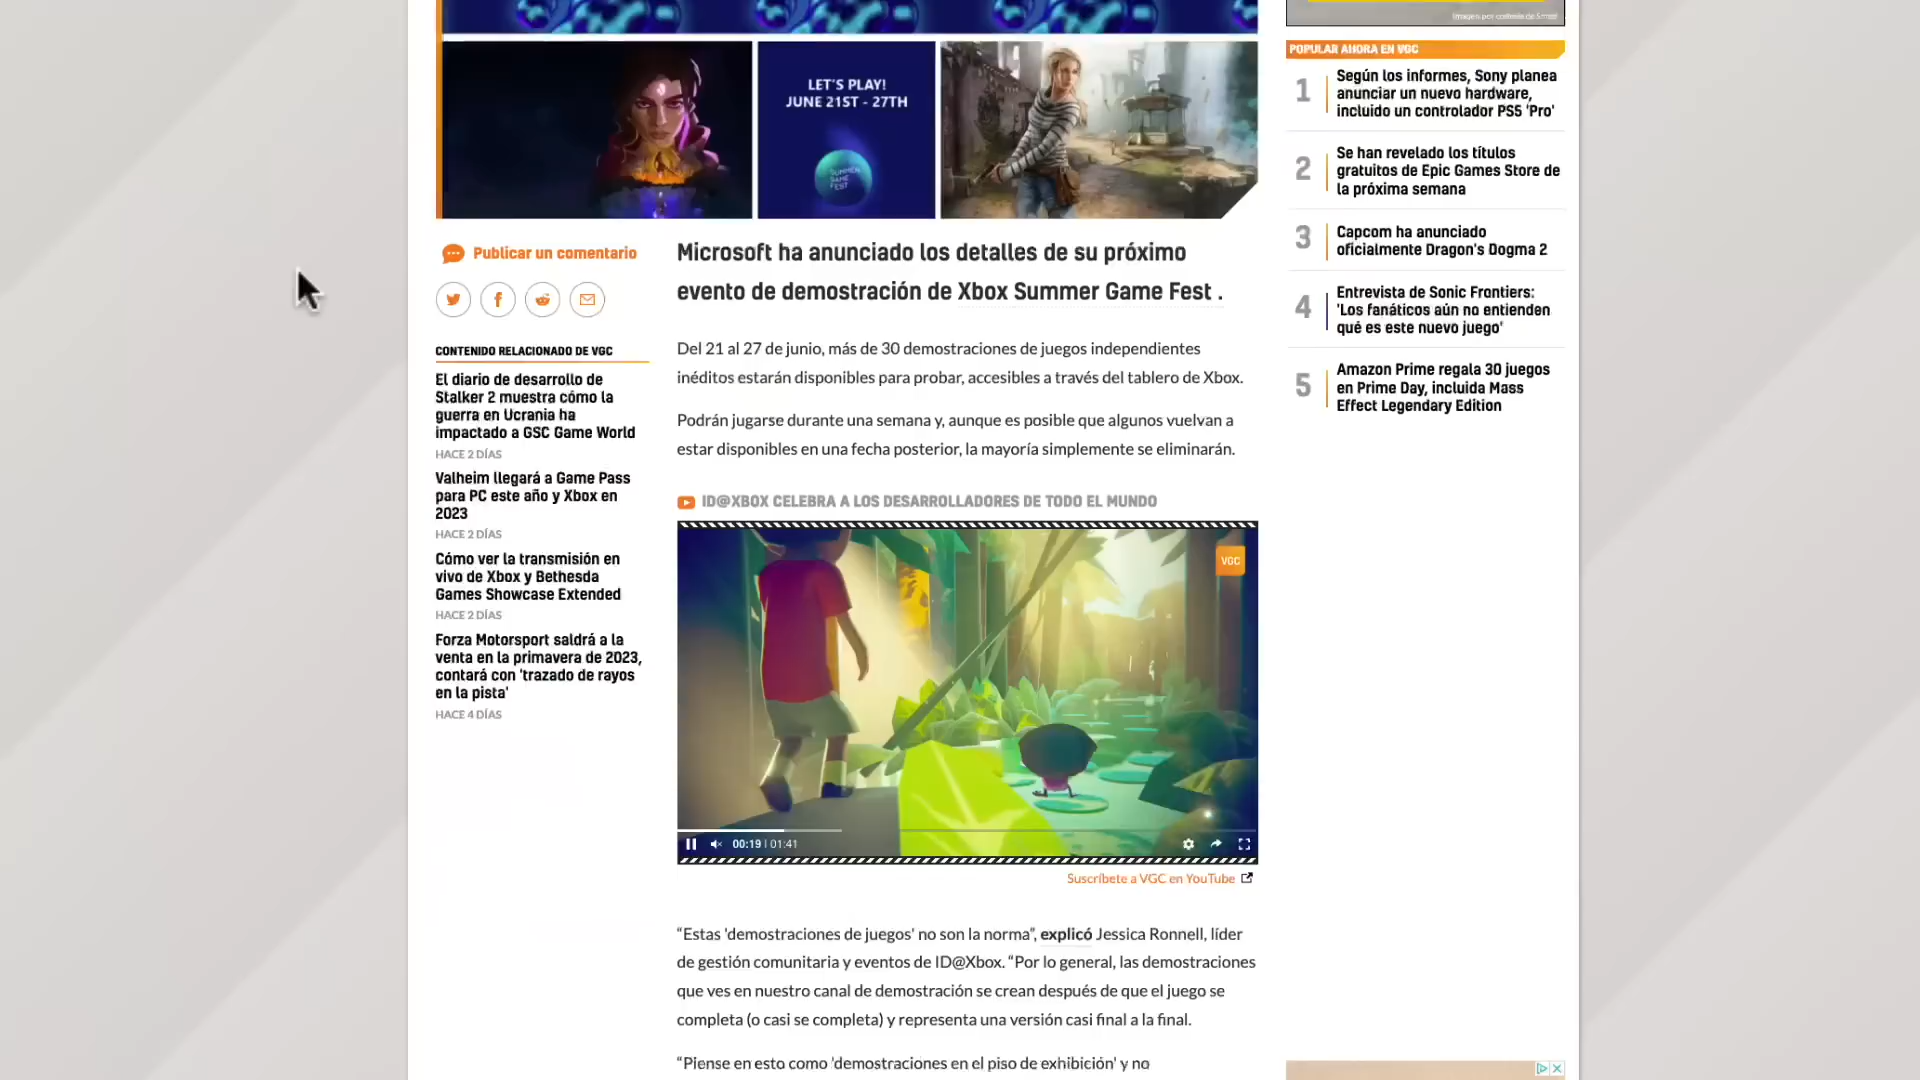 Imagen por cortesía de Smart
LET'S PLAY!
JUNE 21ST - 27TH
SUMMER
GAME
FEST
Publicar un comentario
CONTENIDO RELACIONADO DE VGC
El diario de desarrollo de
Stalker 2 muestra cómo la
guerra en Ucrania ha
impactado a GSC Game World
HACE 2 DÍAS
Valheim llegará a Game Pass
para PC este año y Xbox en
2023
HACE 2 DÍAS
Cómo ver la transmisión en
vivo de Xbox y Bethesda
Games Showcase Extended
HACE 2 DÍAS
Forza Motorsport saldrá a la
venta en la primavera de 2023,
contará con 'trazado de rayos
en la pista'
HACE 4 DÍAS
Microsoft ha anunciado los detalles de su próximo
evento de demostración de Xbox Summer Game Fest .
Del 21 al 27 de junio, más de 30 demostraciones de juegos independientes
inéditos estarán disponibles para probar, accesibles a través del tablero de Xbox.
Podrán jugarse durante una semana y, aunque es posible que algunos vuelvan a
estar disponibles en una fecha posterior, la mayoría simplemente se eliminarán.
ID@XBOX CELEBRA A LOS DESARROLLADORES DE TODO EL MUNDO
VGC
00:19 | 01:41
Suscríbete a VGC en YouTube
“Estas 'demostraciones de juegos' no son la norma”, explicó Jessica Ronnell, líder
de gestión comunitaria y eventos de ID@Xbox. “Por lo general, las demostraciones
que ves en nuestro canal de demostración se crean después de que el juego se
completa (o casi se completa) y representa una versión casi final a la final.
“Piense en esto como 'demostraciones en el piso de exhibición' y no
POPULAR AHORA EN VGC
1
Según los informes, Sony planea
anunciar un nuevo hardware,
incluido un controlador PS5 'Pro'
2
Se han revelado los títulos
gratuitos de Epic Games Store de
la próxima semana
3
Capcom ha anunciado
oficialmente Dragon's Dogma 2
4
Entrevista de Sonic Frontiers:
'Los fanáticos aún no entienden
qué es este nuevo juego'
5
Amazon Prime regala 30 juegos
en Prime Day, incluida Mass
Effect Legendary Edition